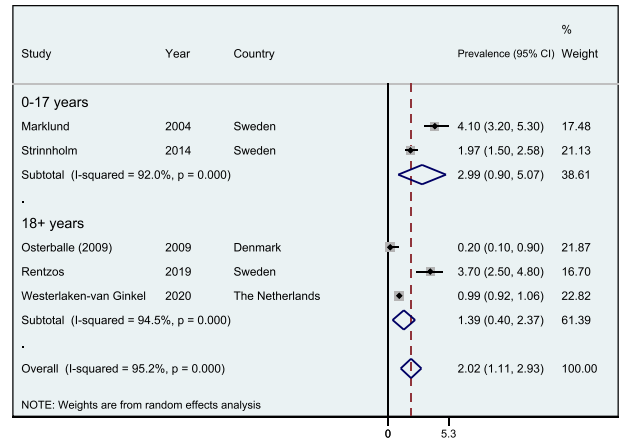 %
Study Year Country Prevalence (95% CI) Weight
0-17 years
Marklund 2004 Sweden 4.10 (3.20, 5.30) 17.48
Strinnholm 2014 Sweden 1.97 (1.50, 2.58) 21.13
Subtotal (I-squared = 92.0%, p = 0.000) 2.99 (0.90, 5.07) 38.61
.
18+ years
Osterballe (2009) 2009 Denmark 0.20 (0.10, 0.90) 21.87
Rentzos 2019 Sweden 3.70 (2.50, 4.80) 16.70
Westerlaken-van Ginkel 2020 The Netherlands 0.99 (0.92, 1.06) 22.82
Subtotal (I-squared = 94.5%, p = 0.000) 1.39 (0.40, 2.37) 61.39
.
Overall (I-squared = 95.2%, p = 0.000) 2.02 (1.11, 2.93) 100.00
NOTE: Weights are from random effects analysis
0 5.3